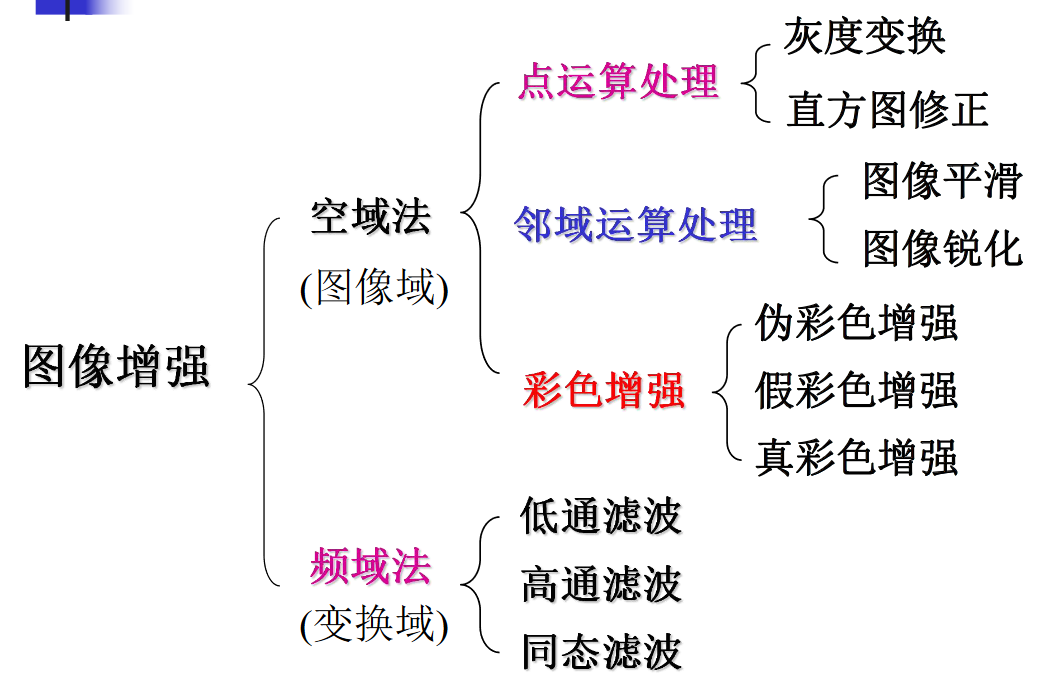 图像增强
空域法
(图像域)
点运算处理
灰度变换
直方图修正
邻域运算处理
图像平滑
图像锐化
彩色增强
伪彩色增强
假彩色增强
真彩色增强
频域法
(变换域)
低通滤波
高通滤波
同态滤波